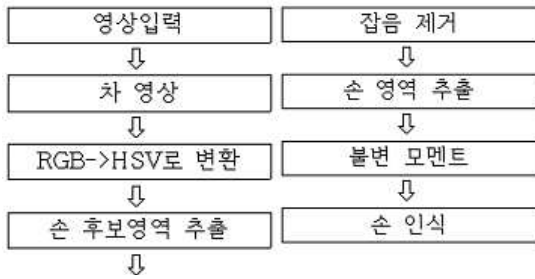 영상입력
차 영상
RGB->HSV로 변환
손 후보영역 추출
잡음 제거
손 영역 추출
불변 모멘트
손 인식